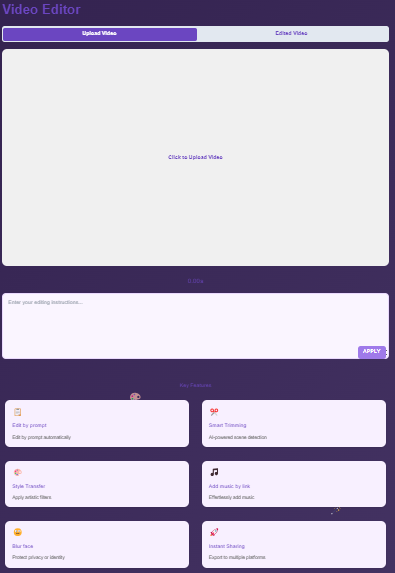 Video Editor
Upload Video
Edited Video
Click to Upload Video
Enter your editing instructions...
APPLY
Key Features
Edit by prompt
Edit by prompt automatically
Smart Trimming
AI-powered scene detection
Style Transfer
Apply artistic filters
Add music by link
Effortlessly add music
Blur face
Protect privacy or identity
Instant Sharing
Export to multiple platforms